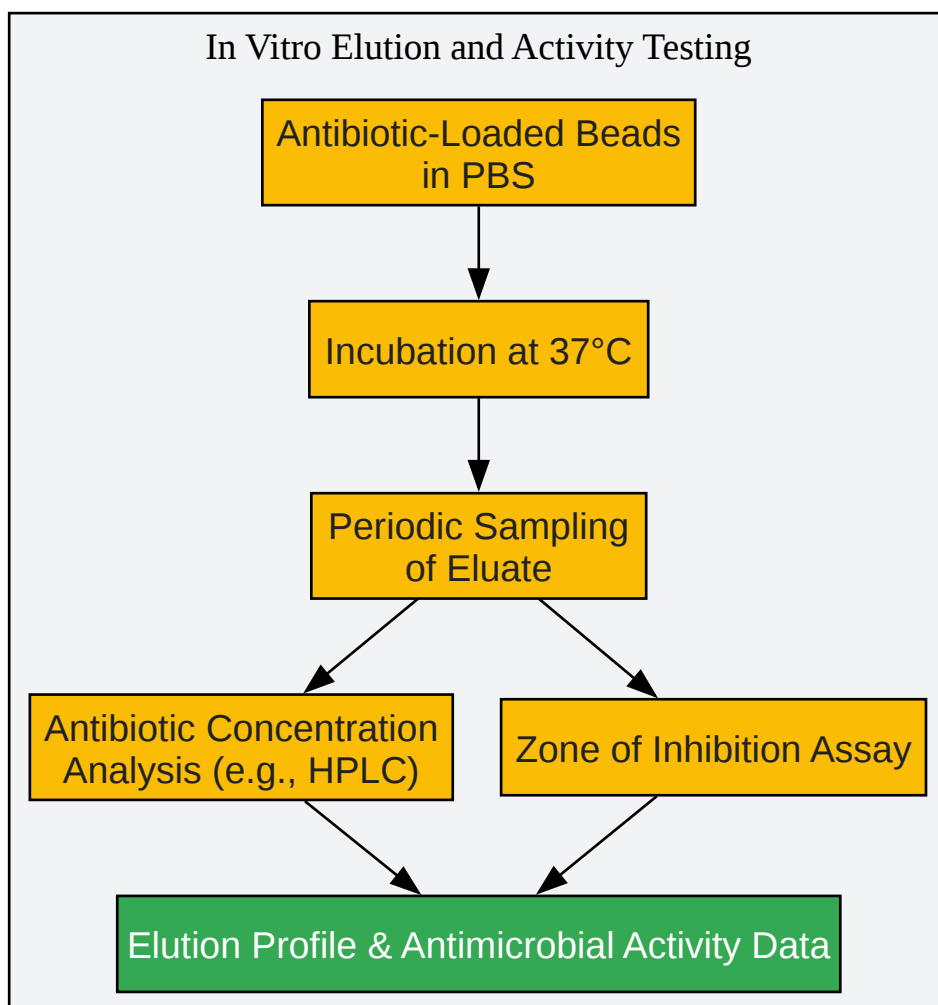 In Vitro Elution and Activity Testing
Antibiotic-Loaded Beads
in PBS
Incubation at 37°C
Periodic Sampling
of Eluate
Antibiotic Concentration
Analysis (e.g., HPLC)
Zone of Inhibition Assay
Elution Profile & Antimicrobial Activity Data